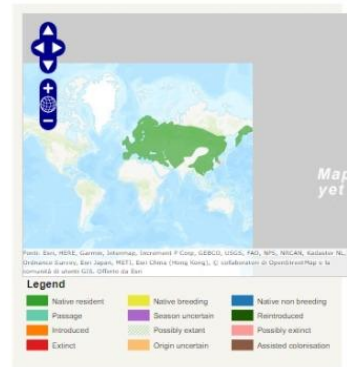 Map
yet
Fonte: Esri, HERE, Garmin, Intermap, increment P Corp., GEBCO, USGS, FAO, NPS, NRCAN, Kadaster NL,
Ordnance Survey, Esri Japan, METI, Esri China (Hong Kong), (c) collaboratori di OpenStreetMap e la
comunità di utenti GIS. Offerto da Esri
Legend
Native resident
Native breeding
Native non breeding
Passage
Season uncertain
Reintroduced
Introduced
Possibly extant
Possibly extinct
Extinct
Origin uncertain
Assisted colonisation